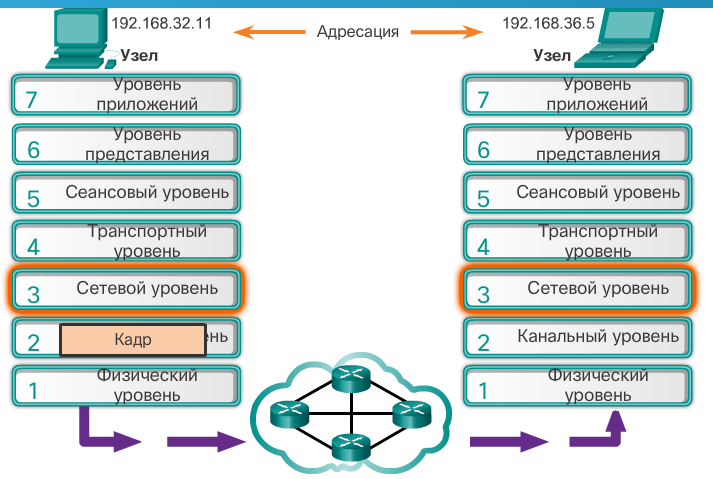 192.168.32.11
Адресация
192.168.36.5
Узел
Узел
7 Уровень
приложений
6 Уровень
представления
5 Сеансовый уровень
4 Транспортный
уровень
3 Сетевой уровень
2 Кадр
1 Физический
уровень
7 Уровень
приложений
6 Уровень
представления
5 Сеансовый уровень
4 Транспортный
уровень
3 Сетевой уровень
2 Канальный уровень
1 Физический
уровень